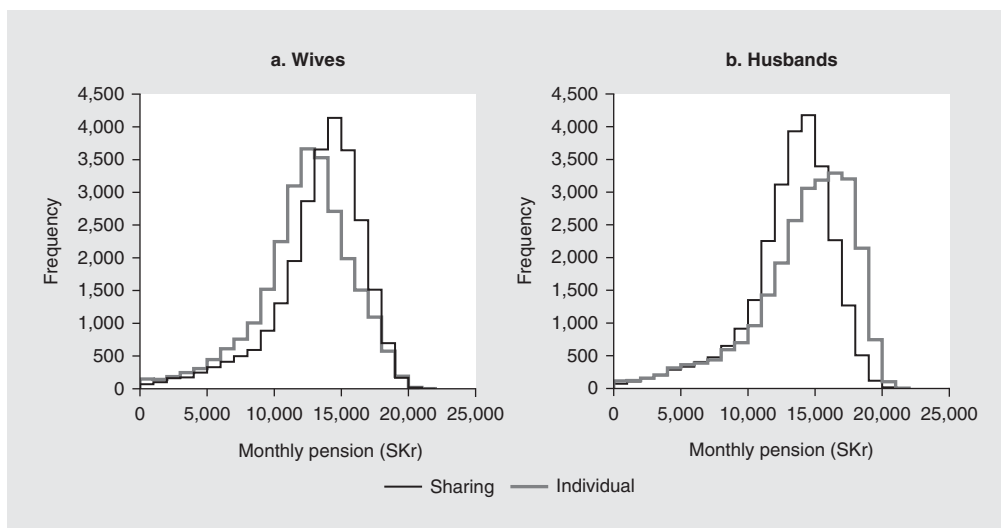 a. Wives
4,500
4,000
3,500
3,000
2,500
2,000
1,500
1,000
500
0
Frequency
0 5,000 10,000 15,000 20,000 25,000
Monthly pension (SKr)
b. Husbands
4,500
4,000
3,500
3,000
2,500
2,000
1,500
1,000
500
0
Frequency
0 5,000 10,000 15,000 20,000 25,000
Monthly pension (SKr)
Sharing Individual